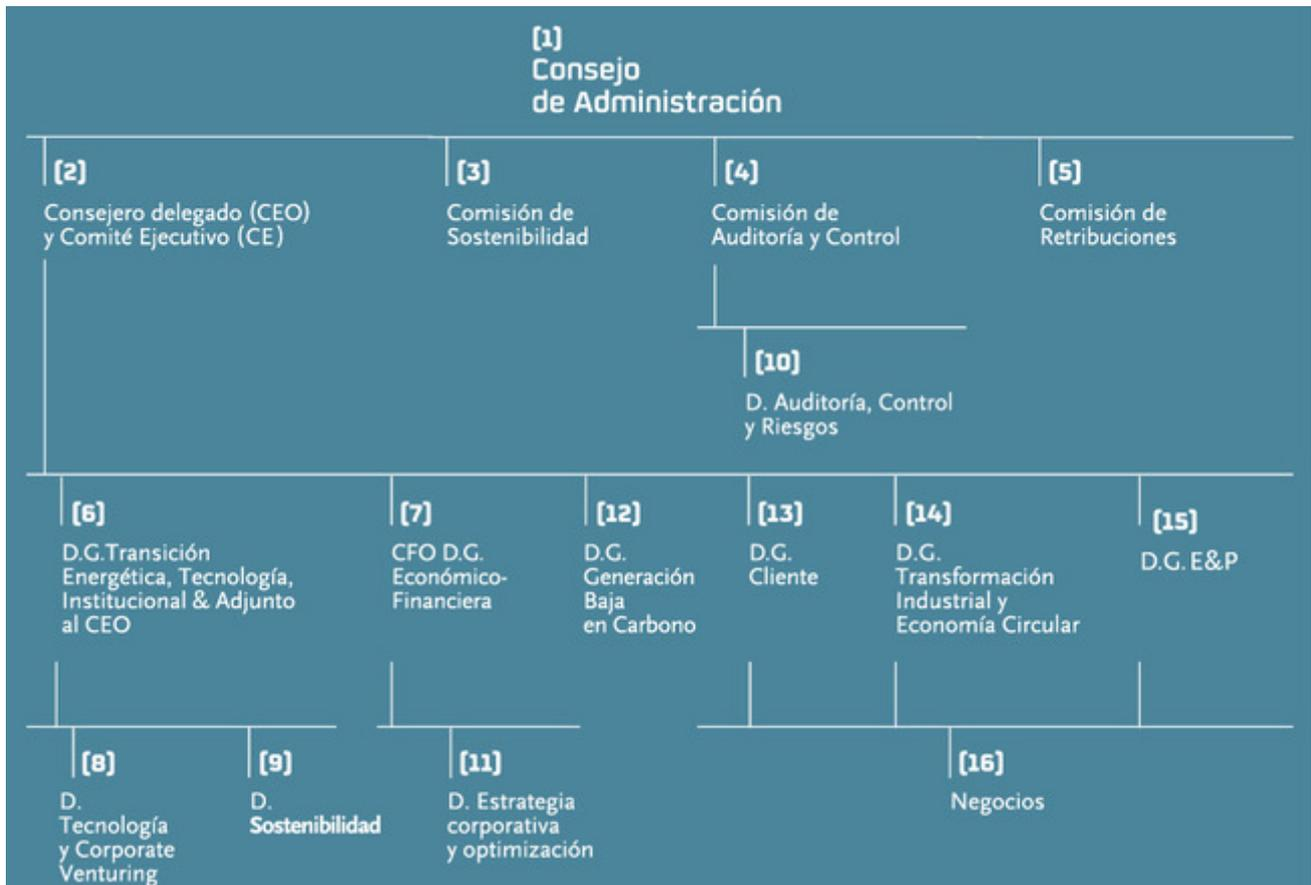 [1]
Consejo
de Administración
[2]
Consejero delegado (CEO)
y Comité Ejecutivo (CE)
[3]
Comisión de
Sostenibilidad
[4]
Comisión de
Auditoría y Control
[5]
Comisión de
Retribuciones
[10]
D. Auditoría, Control
y Riesgos
[6]
D.G.Transición
Energética, Tecnología,
Institucional & Adjunto
al CEO
[7]
CFO D.G.
Económico-
Financiera
[12]
D.G.
Generación
Baja
en Carbono
[13]
D.G.
Cliente
[14]
D.G.
Transformación
Industrial y
Economía Circular
[15]
D.G. E&P
[8]
D.
Tecnología
y Corporate
Venturing
[9]
D.
Sostenibilidad
[11]
D. Estrategia
corporativa
y optimización
[16]
Negocios